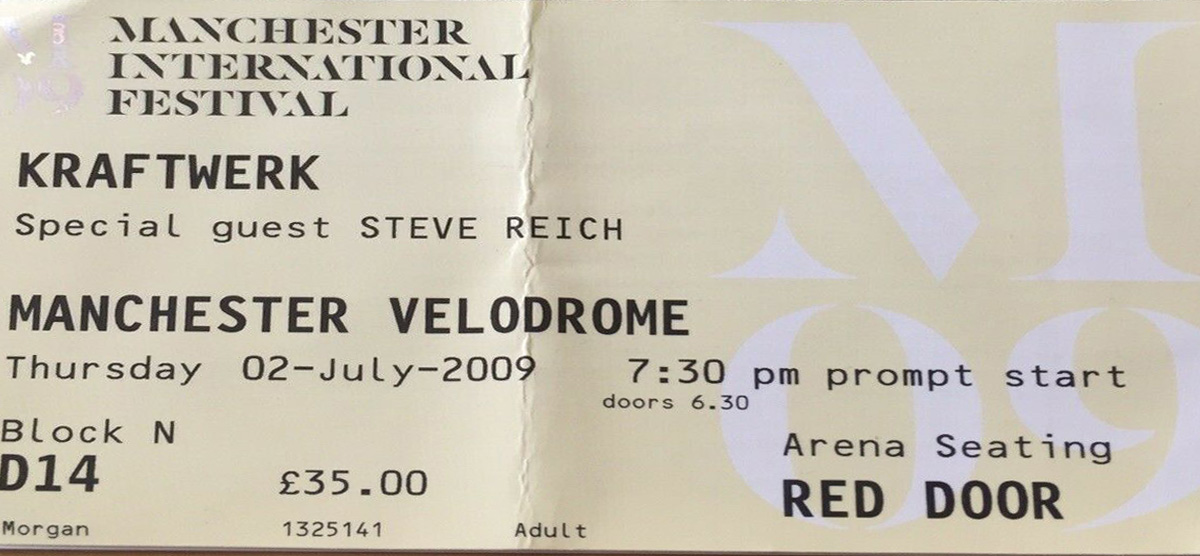 MANCHESTER
INTERNATIONAL
FESTIVAL
KRAFTWERK
Special guest STEVE REICH
MANCHESTER VELODROME
Thursday 02-July-2009 7:30 pm prompt start
doors 6.30
Block N Arena Seating
D14 £35.00 RED DOOR
Morgan 1325141 Adult
M
09